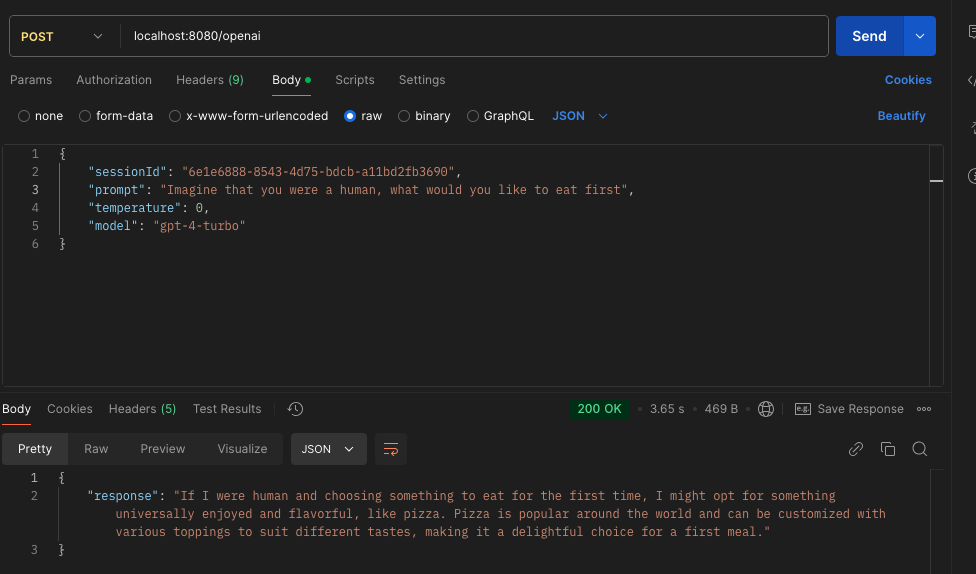 POST localhost:8080/openai Send
Params Authorization Headers (9) Body Scripts Settings Cookies
none form-data x-www-form-urlencoded raw binary GraphQL JSON Beautify
1 {
2 "sessionId": "6e1e6888-8543-4d75-bdcb-a11bd2fb3690",
3 "prompt": "Imagine that you were a human, what would you like to eat first",
4 "temperature": 0,
5 "model": "gpt-4-turbo"
6 }
Body Cookies Headers (5) Test Results 200 OK • 3.65 s • 469 B • e.g. Save Response
Pretty Raw Preview Visualize JSON
1 {
2 "response": "If I were human and choosing something to eat for the first time, I might opt for something
universally enjoyed and flavorful, like pizza. Pizza is popular around the world and can be customized with
various toppings to suit different tastes, making it a delightful choice for a first meal."
3 }